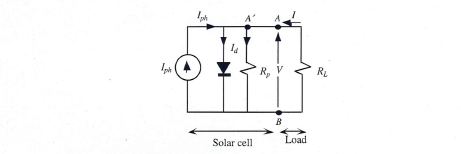 I_ph A′ A I
I_ph I_d R_p V R_L
B
Solar cell Load